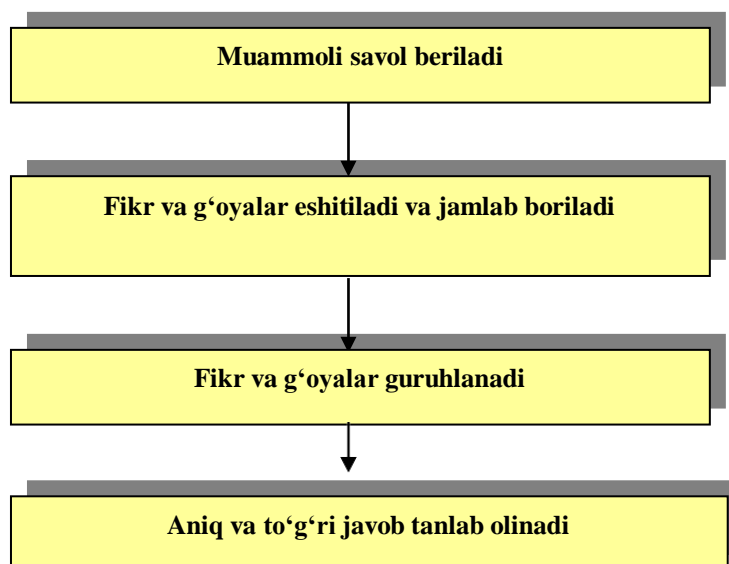 Muammoli savol beriladi
Fikr va g‘oyalar eshitiladi va jamlab boriladi
Fikr va g‘oyalar guruhlanadi
Aniq va to‘g‘ri javob tanlab olinadi